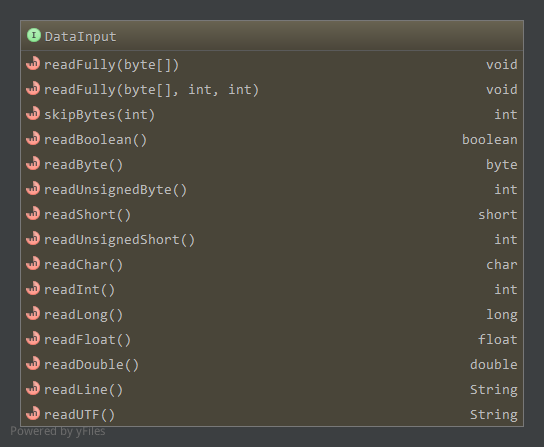 I DataInput
m readFully(byte[]) void
m readFully(byte[], int, int) void
m skipBytes(int) int
m readBoolean() boolean
m readByte() byte
m readUnsignedByte() int
m readShort() short
m readUnsignedShort() int
m readChar() char
m readInt() int
m readLong() long
m readFloat() float
m readDouble() double
m readLine() String
m readUTF() String
Powered by yFiles